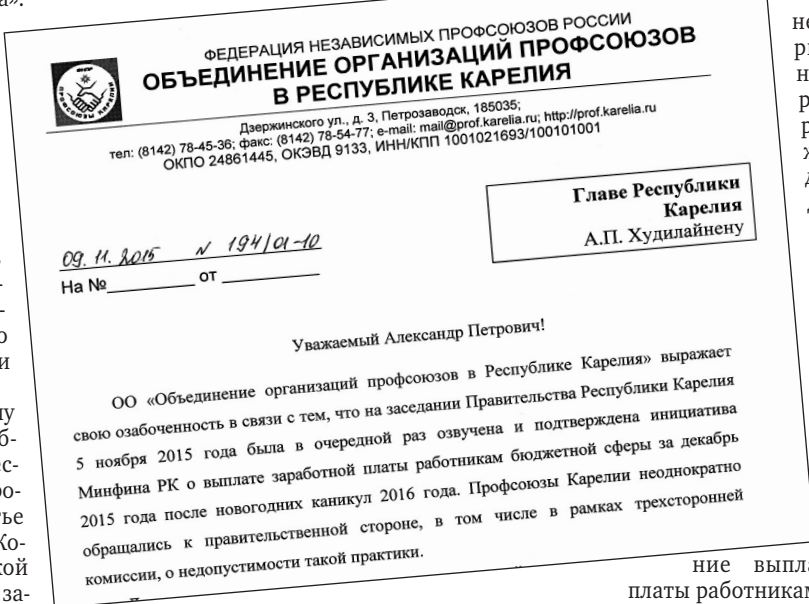 а».
ФЕДЕРАЦИЯ НЕЗАВИСИМЫХ ПРОФСОЮЗОВ РОССИИ
ОБЪЕДИНЕНИЕ ОРГАНИЗАЦИЙ ПРОФСОЮЗОВ
В РЕСПУБЛИКЕ КАРЕЛИЯ
ФНПР
ПРОФСОЮЗЫ КАРЕЛИИ
Дзержинского ул., д. 3, Петрозаводск, 185035;
тел: (8142) 78-45-36; факс: (8142) 78-54-77; e-mail: mail@prof.karelia.ru; http://prof.karelia.ru
ОКПО 24861445, ОКЭВД 9133, ИНН/КПП 1001021693/100101001
Главе Республики
Карелия
А.П. Худилайнену
09.11.2015 N 194/01-10
На №__________ от __________
Уважаемый Александр Петрович!
ОО «Объединение организаций профсоюзов в Республике Карелия» выражает
свою озабоченность в связи с тем, что на заседании Правительства Республики Карелия
5 ноября 2015 года была в очередной раз озвучена и подтверждена инициатива
Минфина РК о выплате заработной платы работникам бюджетной сферы за декабрь
2015 года после новогодних каникул 2016 года. Профсоюзы Карелии неоднократно
обращались к правительственной стороне, в том числе в рамках трехсторонней
комиссии, о недопустимости такой практики.
ние выпла
платы работникам